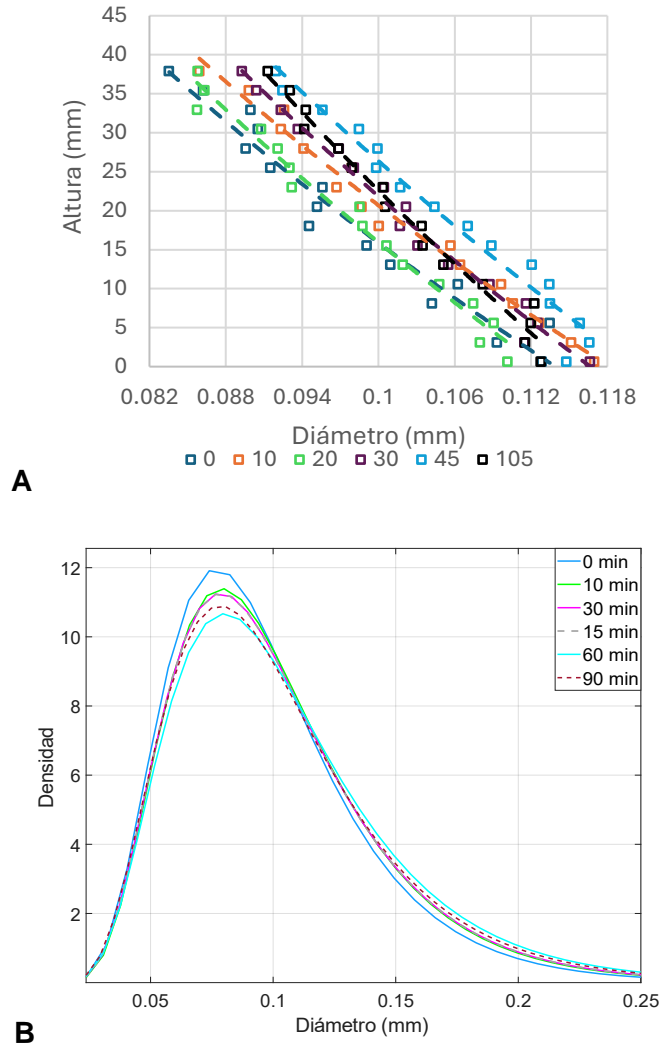 45
40
35
30
25
20
15
10
5
0
Altura (mm)
0.082 0.088 0.094 0.1 0.106 0.112 0.118
Diámetro (mm)
0 10 20 30 45 105
A
12
10
8
6
4
2
Densidad
0 min
10 min
30 min
15 min
60 min
90 min
0.05 0.1 0.15 0.2 0.25
Diámetro (mm)
B